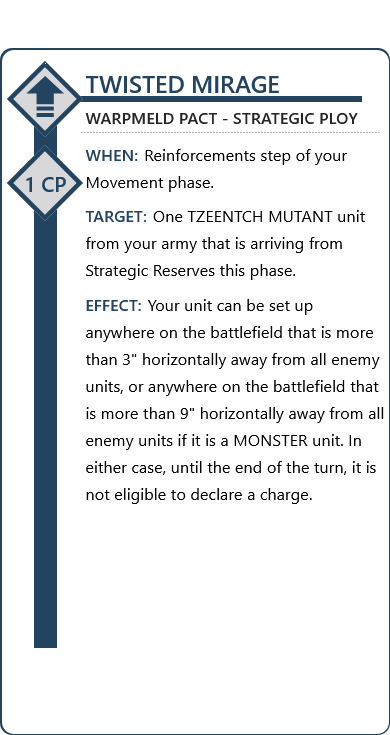 TWISTED MIRAGE
WARPMELD PACT - STRATEGIC PLOY
WHEN: Reinforcements step of your
1 CP
Movement phase.
TARGET: One TZEENTCH MUTANT unit
from your army that is arriving from
Strategic Reserves this phase.
EFFECT: Your unit can be set up
anywhere on the battlefield that is more
than 3" horizontally away from all enemy
units, or anywhere on the battlefield that
is more than 9" horizontally away from all
enemy units if it is a MONSTER unit. In
either case, until the end of the turn, it is
not eligible to declare a charge.